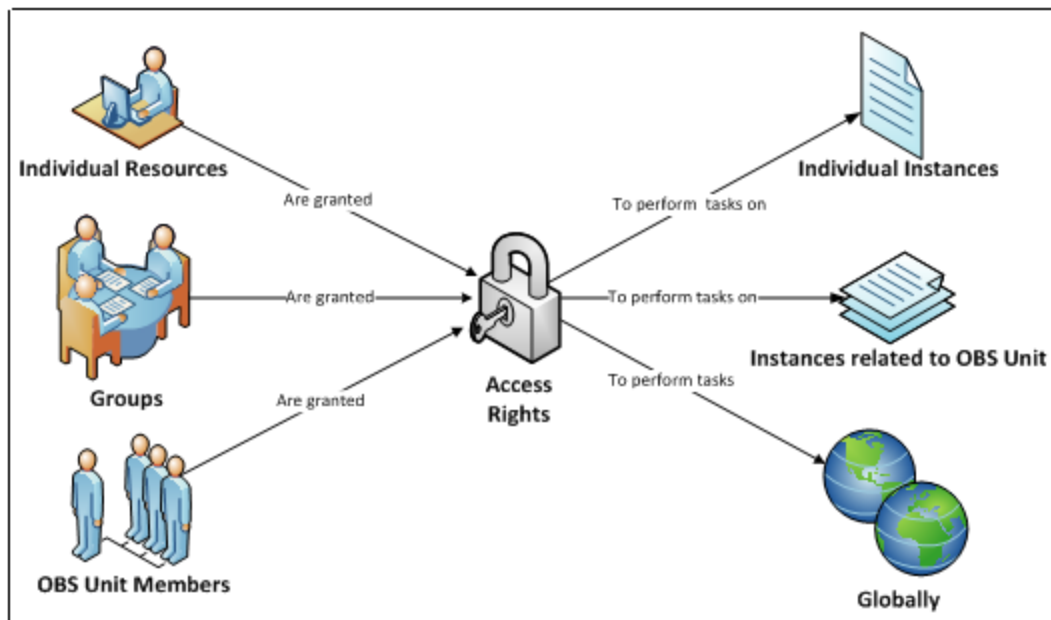 Individual Resources
Are granted
Groups
Are granted
OBS Unit Members
Are granted
Access
Rights
To perform tasks on
Individual Instances
To perform tasks on
Instances related to OBS Unit
To perform tasks
Globally